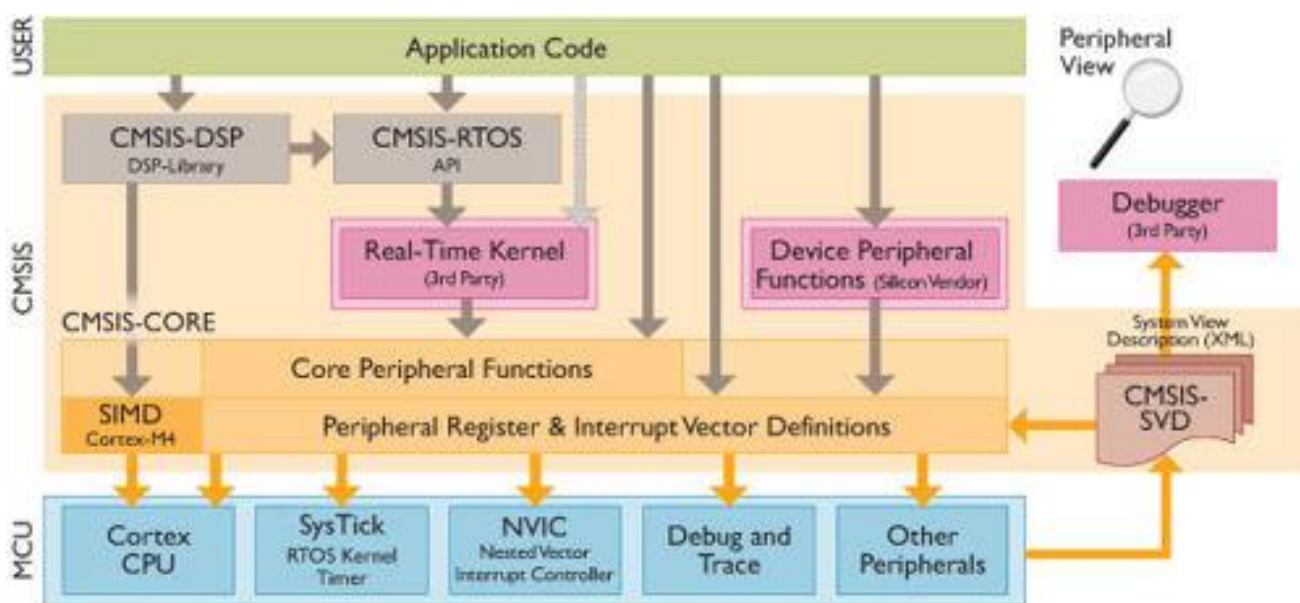 USER
Application Code
Peripheral
View
CMSIS
CMSIS-DSP
DSP-Library
CMSIS-RTOS
API
Real-Time Kernel
(3rd Party)
Device Peripheral
Functions (Silicon Vendor)
Debugger
(3rd Party)
CMSIS-CORE
Core Peripheral Functions
SIMD
Cortex-M4
Peripheral Register & Interrupt Vector Definitions
System View
Description (XML)
CMSIS-
SVD
MCU
Cortex
CPU
SysTick
RTOS Kernel
Timer
NVIC
Nested Vector
Interrupt Controller
Debug and
Trace
Other
Peripherals